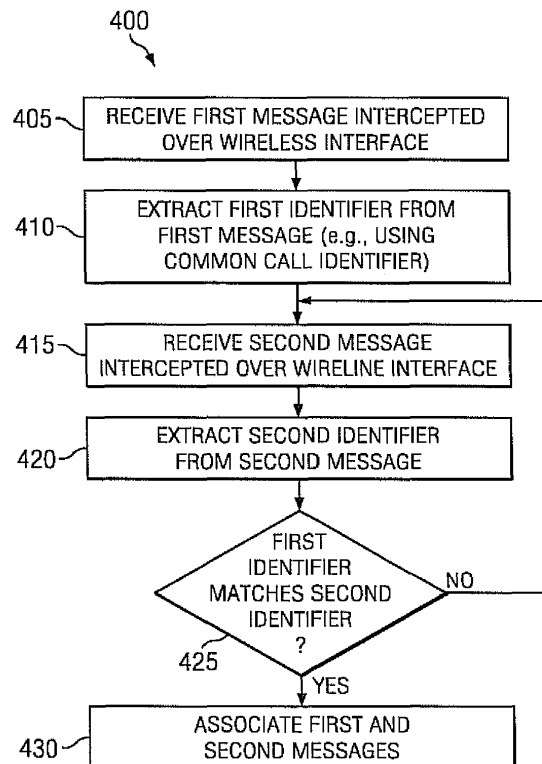 400
405
RECEIVE FIRST MESSAGE INTERCEPTED
OVER WIRELESS INTERFACE
410
EXTRACT FIRST IDENTIFIER FROM
FIRST MESSAGE (e.g., USING
COMMON CALL IDENTIFIER)
415
RECEIVE SECOND MESSAGE
INTERCEPTED OVER WIRELINE INTERFACE
420
EXTRACT SECOND IDENTIFIER
FROM SECOND MESSAGE
FIRST
IDENTIFIER
MATCHES SECOND
IDENTIFIER
?
NO
425
YES
430
ASSOCIATE FIRST AND
SECOND MESSAGES